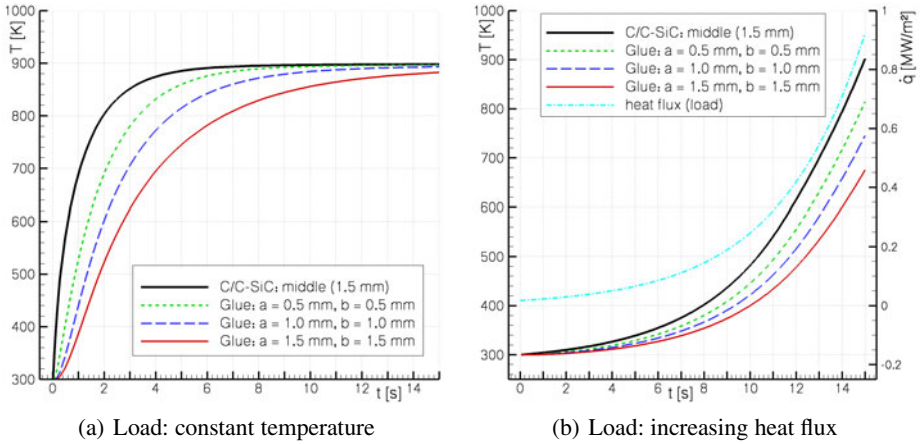 1000
900
800
700
600
500
400
300
T [K]
0
2
4
6
8
10
12
14
t [s]
C/C-SiC: middle (1.5 mm)
Glue: a = 0.5 mm, b = 0.5 mm
Glue: a = 1.0 mm, b = 1.0 mm
Glue: a = 1.5 mm, b = 1.5 mm
(a) Load: constant temperature
1000
900
800
700
600
500
400
300
T [K]
C/C-SiC: middle (1.5 mm)
Glue: a = 0.5 mm, b = 0.5 mm
Glue: a = 1.0 mm, b = 1.0 mm
Glue: a = 1.5 mm, b = 1.5 mm
heat flux (load)
1
0.8
0.6
0.4
0.2
0
-0.2
q̇ [MW/m²]
0
2
4
6
8
10
12
14
t [s]
(b) Load: increasing heat flux